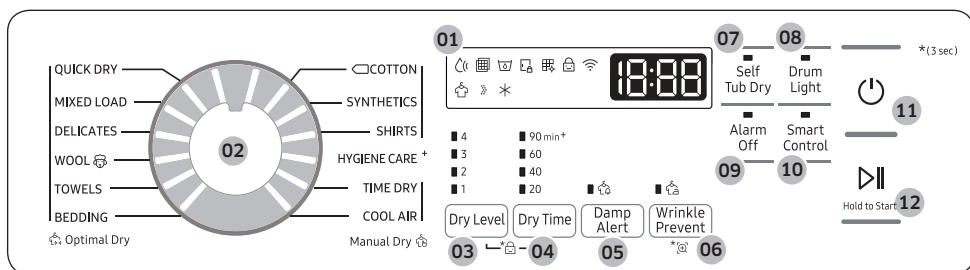 01
18:88
07
Self
Tub Dry
08
Drum
Light
*(3 sec)
11
QUICK DRY
MIXED LOAD
DELICATES
WOOL
TOWELS
BEDDING
Optimal Dry
02
COTTON
SYNTHETICS
SHIRTS
HYGIENE CARE +
TIME DRY
COOL AIR
Manual Dry
4
3
2
1
90 min+
60
40
20
Alarm
Off
09
Smart
Control
10
Hold to Start
12
Dry Level
Dry Time
Damp
Alert
Wrinkle
Prevent
03
*
04
05
*
06